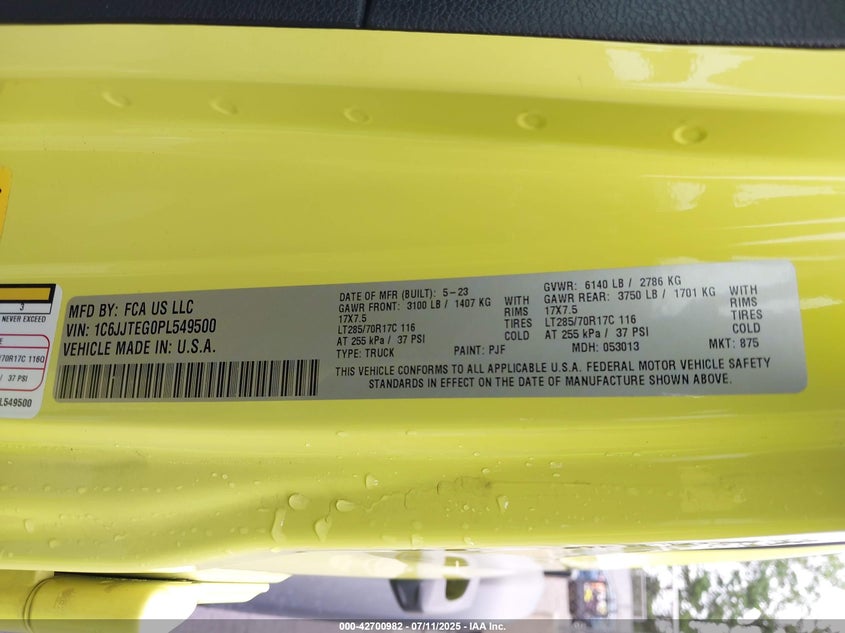 3
NEVER EXCEED
70R17C 116Q
37 PSI
L549500
MFD BY: FCA US LLC
VIN: 1C6JJTEG0PL549500
VEHICLE MADE IN: U.S.A.
DATE OF MFR (BUILT): 5-23
GAWR FRONT: 3100 LB / 1407 KG WITH
17X7.5 RIMS
LT285/70R17C 116 TIRES
AT 255 kPa / 37 PSI COLD
TYPE: TRUCK PAINT: PJF
GVWR: 6140 LB / 2786 KG
GAWR REAR: 3750 LB / 1701 KG WITH
17X7.5 RIMS
LT285/70R17C 116 TIRES
AT 255 kPa / 37 PSI COLD
MDH: 053013 MKT: 875
THIS VEHICLE CONFORMS TO ALL APPLICABLE U.S.A. FEDERAL MOTOR VEHICLE SAFETY
STANDARDS IN EFFECT ON THE DATE OF MANUFACTURE SHOWN ABOVE.
000-42700982 - 07/11/2025 - IAA Inc.